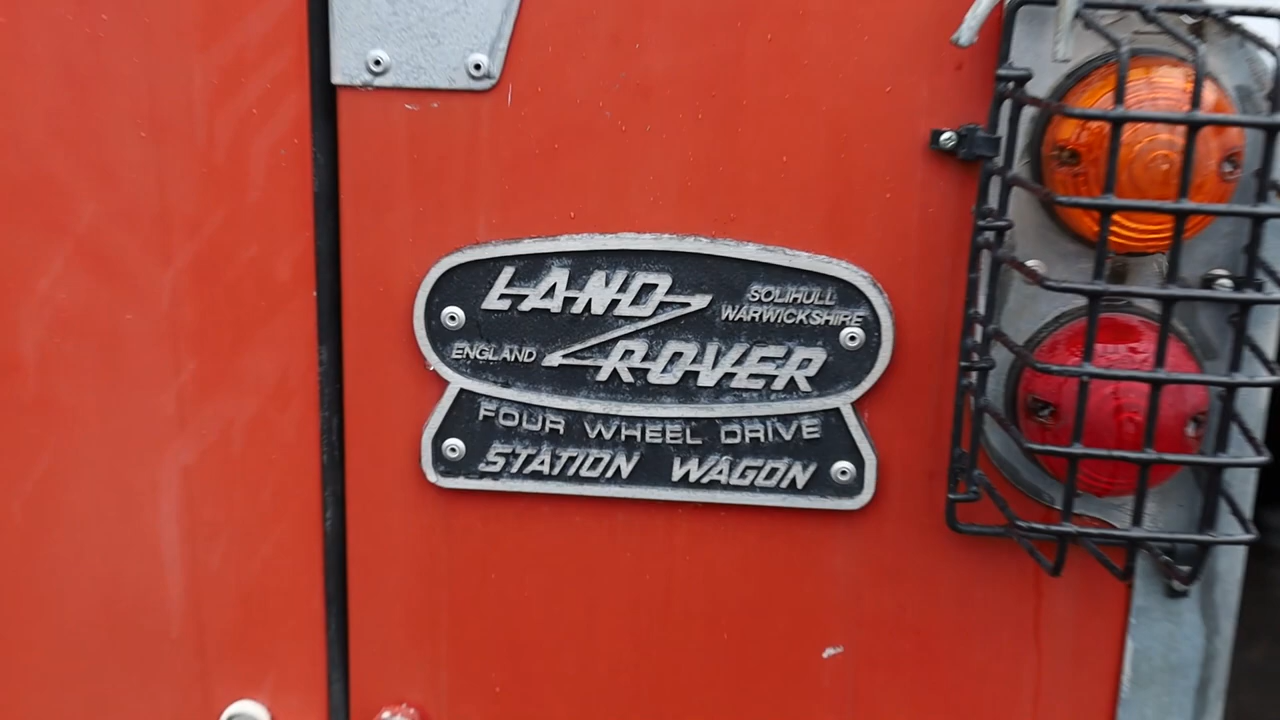 LAND
SOLIHULL
WARWICKSHIRE
ENGLAND
ROVER
FOUR WHEEL DRIVE
STATION WAGON